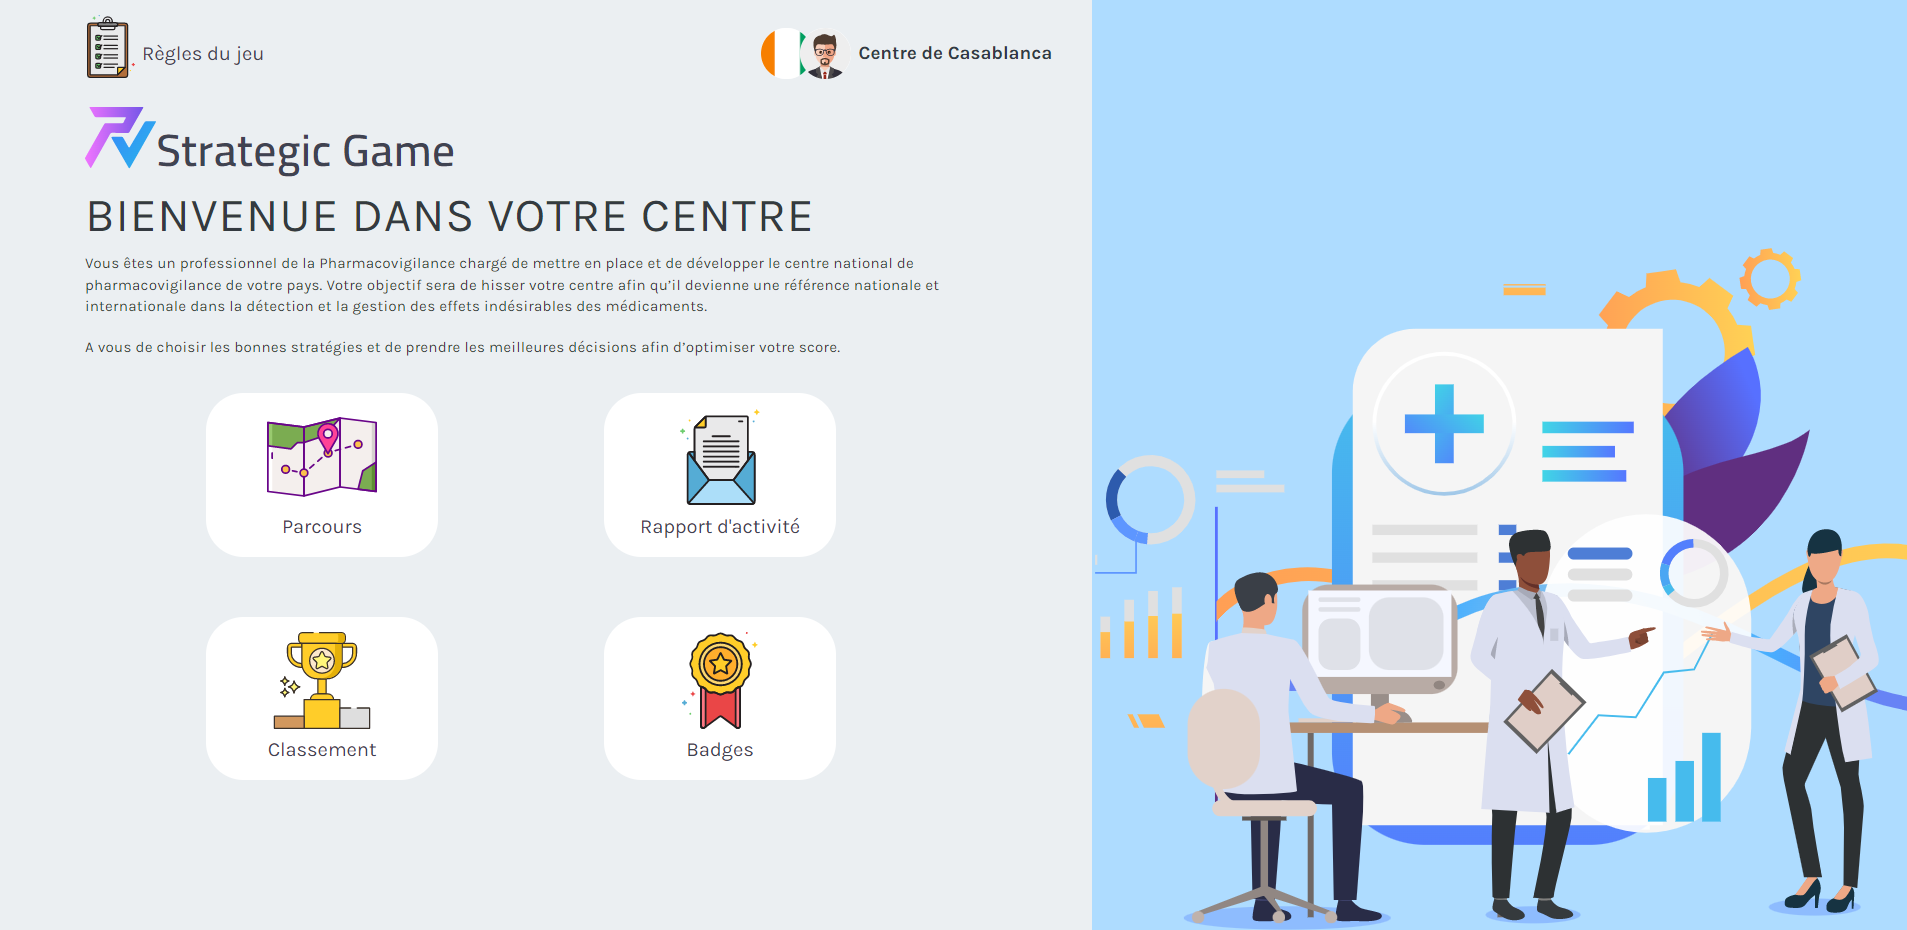 Règles du jeu
Centre de Casablanca
PV Strategic Game
BIENVENUE DANS VOTRE CENTRE
Vous êtes un professionnel de la Pharmacovigilance chargé de mettre en place et de développer le centre national de
pharmacovigilance de votre pays. Votre objectif sera de hisser votre centre afin qu’il devienne une référence nationale et
internationale dans la détection et la gestion des effets indésirables des médicaments.
A vous de choisir les bonnes stratégies et de prendre les meilleures décisions afin d’optimiser votre score.
Parcours
Rapport d'activité
Classement
Badges